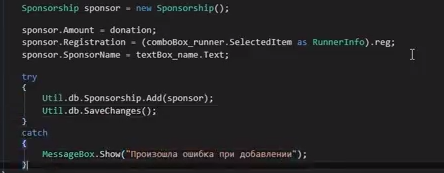 Sponsorship sponsor = new Sponsorship();
sponsor.Amount = donation;
sponsor.Registration = (comboBox_runner.SelectedItem as RunnerInfo).reg;
sponsor.SponsorName = textBox_name.Text;
try
{
Util.db.Sponsorship.Add(sponsor);
Util.db.SaveChanges();
}
catch
{
MessageBox.Show("Произошла ошибка при добавлении");
}